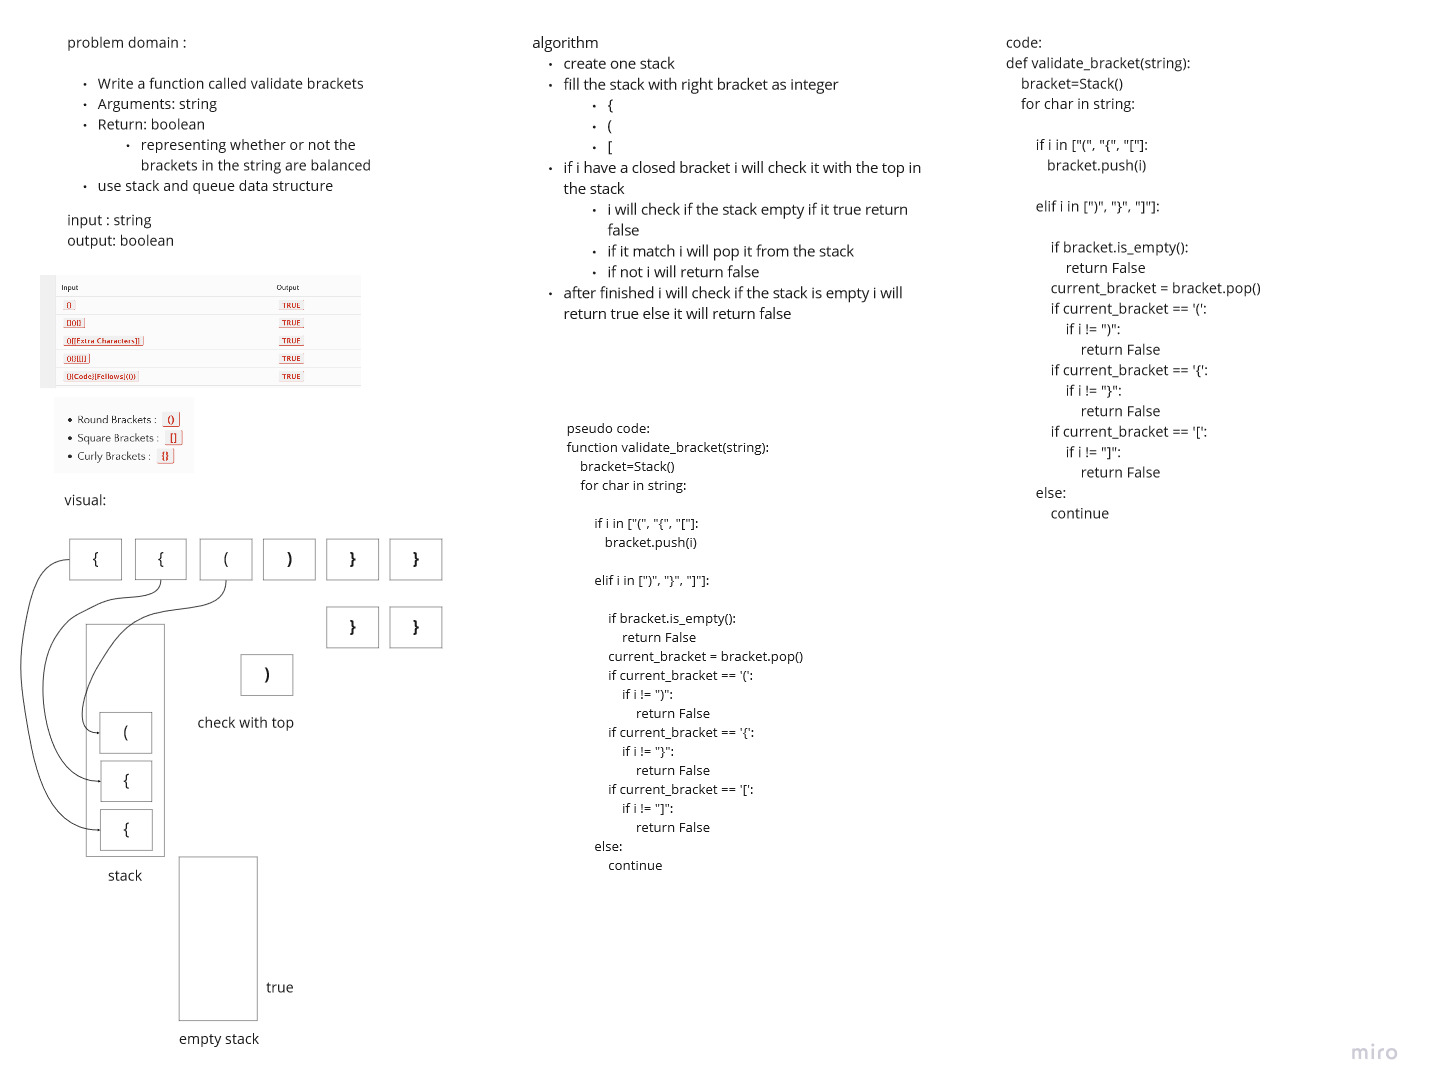 problem domain :
• Write a function called validate brackets
• Arguments: string
• Return: boolean
• representing whether or not the
brackets in the string are balanced
• use stack and queue data structure
input : string
output: boolean
Input Output
TRUE
TRUE
()[[Extra Characters]] TRUE
TRUE
TRUE
• Round Brackets : ()
• Square Brackets : []
• Curly Brackets : {}
visual:
{ { ( ) } }
} }
)
check with top
(
{
{
stack
true
empty stack
algorithm
• create one stack
• fill the stack with right bracket as integer
• {
• (
• [
• if i have a closed bracket i will check it with the top in
the stack
• i will check if the stack empty if it true return
false
• if it match i will pop it from the stack
• if not i will return false
• after finished i will check if the stack is empty i will
return true else it will return false
pseudo code:
function validate_bracket(string):
bracket=Stack()
for char in string:
if i in ["(", "{", "["]:
bracket.push(i)
elif i in [")", "}", "]"]:
if bracket.is_empty():
return False
current_bracket = bracket.pop()
if current_bracket == '(':
if i != ")":
return False
if current_bracket == '{':
if i != "}":
return False
if current_bracket == '[':
if i != "]":
return False
else:
continue
code:
def validate_bracket(string):
bracket=Stack()
for char in string:
if i in ["(", "{", "["]:
bracket.push(i)
elif i in [")", "}", "]"]:
if bracket.is_empty():
return False
current_bracket = bracket.pop()
if current_bracket == '(':
if i != ")":
return False
if current_bracket == '{':
if i != "}":
return False
if current_bracket == '[':
if i != "]":
return False
else:
continue
miro